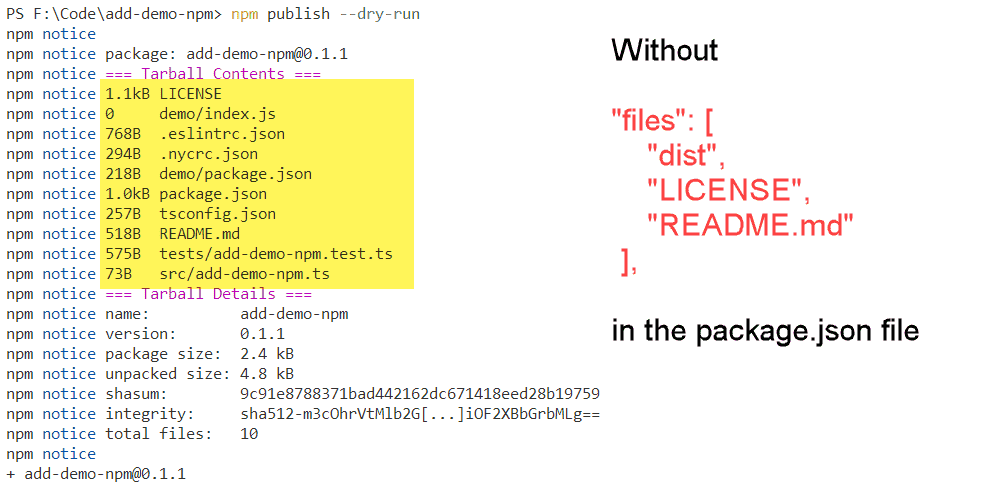 PS F:\Code\add-demo-npm> npm publish --dry-run
npm notice
npm notice package: add-demo-npm@0.1.1
npm notice === Tarball Contents ===
npm notice 1.1kB LICENSE
npm notice 0     demo/index.js
npm notice 768B  .eslintrc.json
npm notice 294B  .nycrc.json
npm notice 218B  demo/package.json
npm notice 1.0kB package.json
npm notice 257B  tsconfig.json
npm notice 518B  README.md
npm notice 575B  tests/add-demo-npm.test.ts
npm notice 73B   src/add-demo-npm.ts
npm notice === Tarball Details ===
npm notice name:          add-demo-npm
npm notice version:       0.1.1
npm notice package size:  2.4 kB
npm notice unpacked size: 4.8 kB
npm notice shasum:        9c91e8788371bad442162dc671418eed28b19759
npm notice integrity:     sha512-m3cOhrVtMlb2G[...]iOF2XBbGrbMLg==
npm notice total files:   10
npm notice
+ add-demo-npm@0.1.1
Without
"files": [
"dist",
"LICENSE",
"README.md"
],
in the package.json file